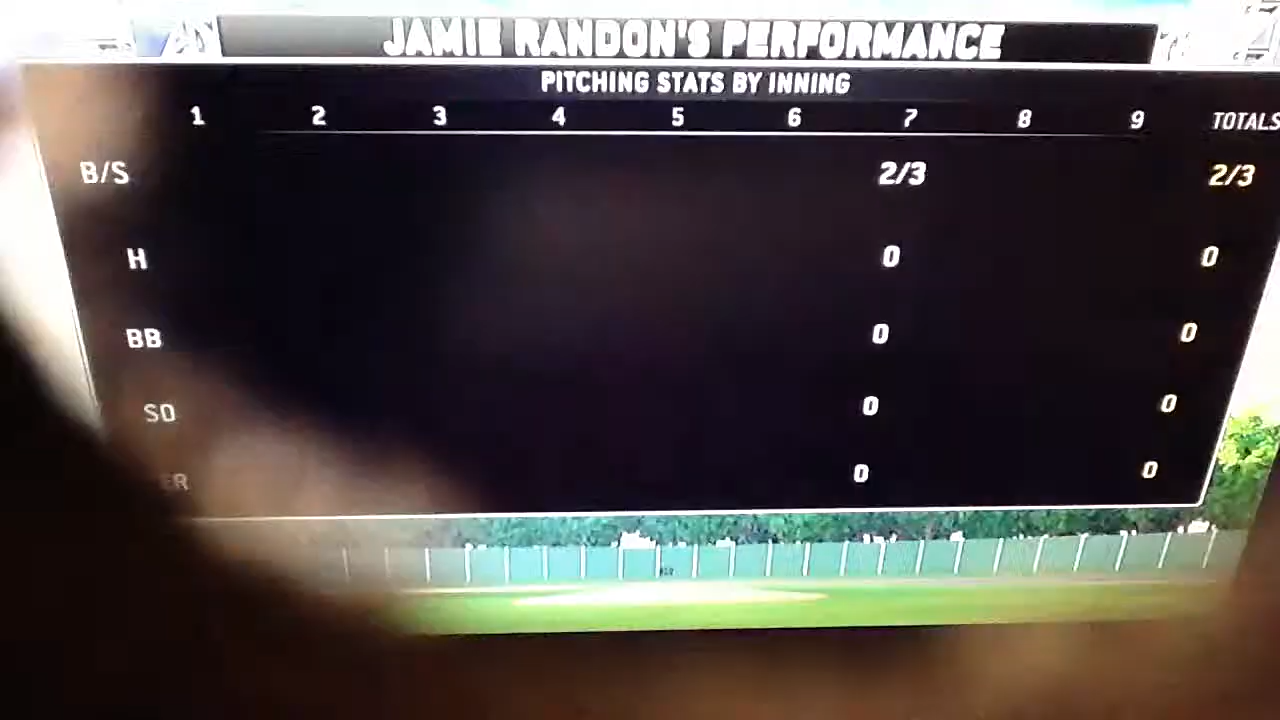 JAMIE RANDON'S PERFORMANCE
PITCHING STATS BY INNING
1 2 3 4 5 6 7 8 9 TOTALS
B/S 2/3 2/3
H 0 0
BB 0 0
SO 0 0
ER 0 0